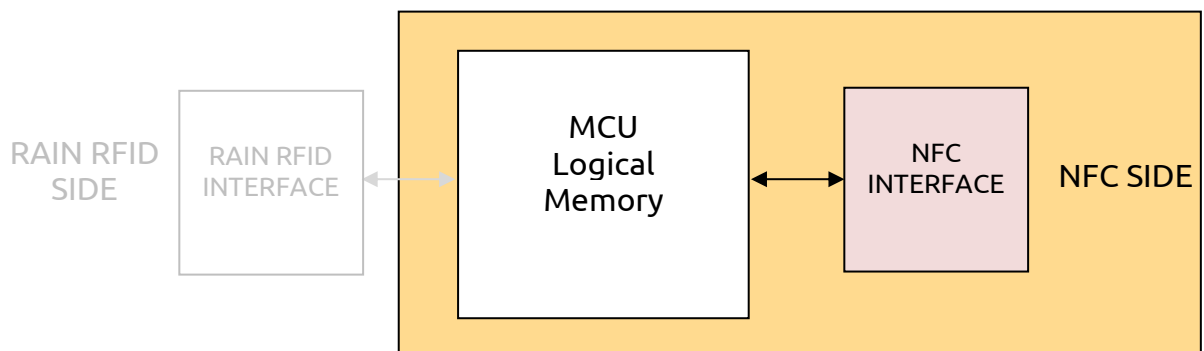 RAIN RFID
SIDE
RAIN RFID
INTERFACE
MCU
Logical
Memory
NFC
INTERFACE
NFC SIDE